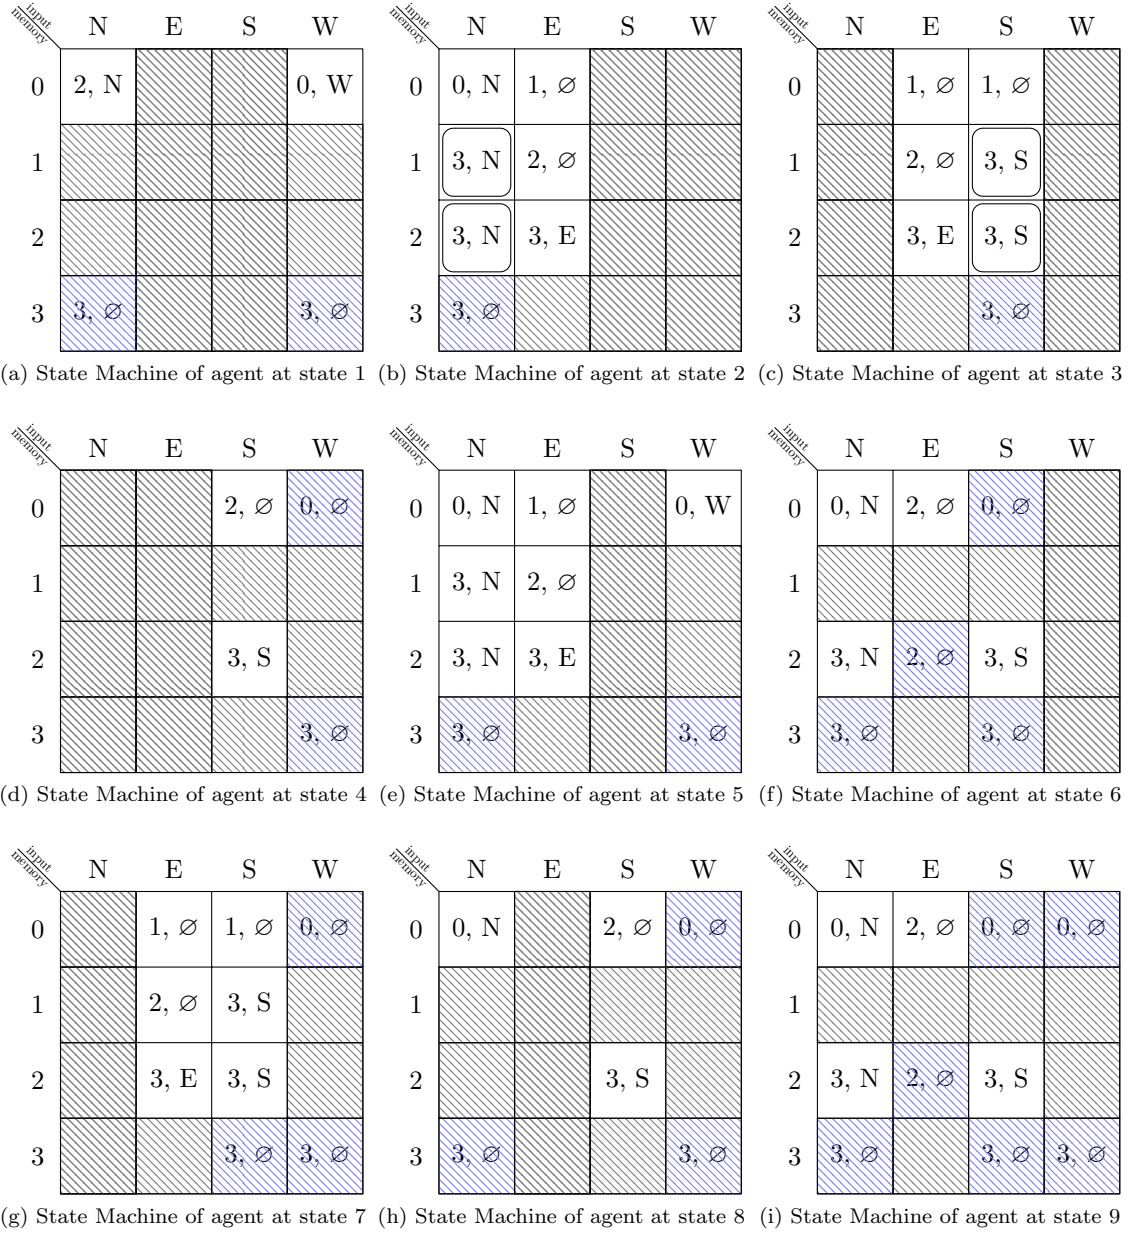 input input input
memory memory memory
N E S W N E S W N E S W
0 2, N 0, W 0 0, N 1, ∅ 0 1, ∅ 1, ∅
1 1 3, N 2, ∅ 1 2, ∅ 3, S
2 2 3, N 3, E 2 3, E 3, S
3 3, ∅ 3, ∅ 3 3, ∅ 3 3, ∅
(a) State Machine of agent at state 1 (b) State Machine of agent at state 2 (c) State Machine of agent at state 3
input input input
memory memory memory
N E S W N E S W N E S W
0 2, ∅ 0, ∅ 0 0, N 1, ∅ 0, W 0 0, N 2, ∅ 0, ∅
1 1 3, N 2, ∅ 1
2 3, S 2 3, N 3, E 2 3, N 2, ∅ 3, S
3 3, ∅ 3 3, ∅ 3, ∅ 3 3, ∅ 3, ∅
(d) State Machine of agent at state 4 (e) State Machine of agent at state 5 (f) State Machine of agent at state 6
input input input
memory memory memory
N E S W N E S W N E S W
0 1, ∅ 1, ∅ 0, ∅ 0 0, N 2, ∅ 0, ∅ 0 0, N 2, ∅ 0, ∅ 0, ∅
1 2, ∅ 3, S 1 1
2 3, E 3, S 2 3, S 2 3, N 2, ∅ 3, S
3 3, ∅ 3, ∅ 3 3, ∅ 3, ∅ 3 3, ∅ 3, ∅ 3, ∅
(g) State Machine of agent at state 7 (h) State Machine of agent at state 8 (i) State Machine of agent at state 9